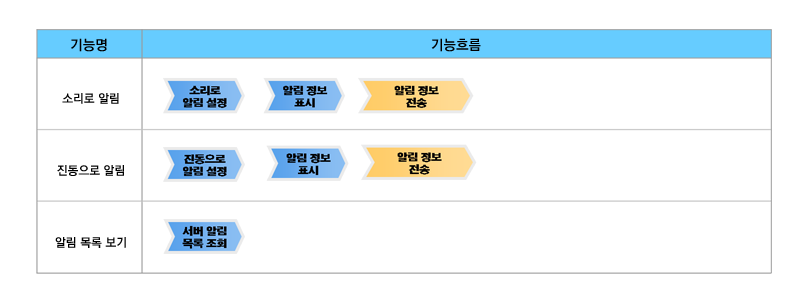 기능명
기능흐름
소리로 알림
소리로
알림 설정
알림 정보
표시
알림 정보
전송
진동으로 알림
진동으로
알림 설정
알림 정보
표시
알림 정보
전송
알림 목록 보기
서버 알림
목록 조회